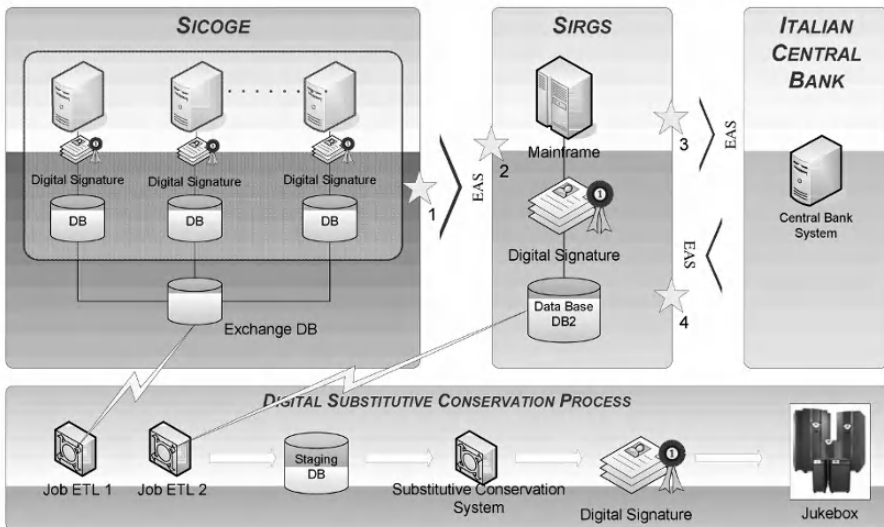 SICOGE
Digital Signature
Digital Signature
Digital Signature
DB
DB
DB
Exchange DB
1
EAS
SIRGS
2
Mainframe
Digital Signature
Data Base
DB2
3
EAS
EAS
4
ITALIAN
CENTRAL
BANK
Central Bank
System
DIGITAL SUBSTITUTIVE CONSERVATION PROCESS
Job ETL 1
Job ETL 2
Staging
DB
Substitutive Conservation
System
Digital Signature
Jukebox